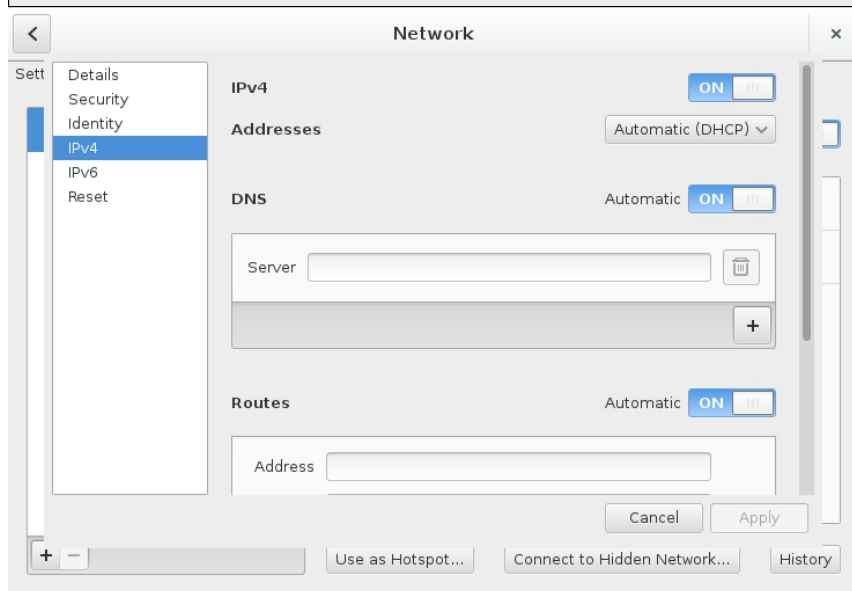 Network
Sett
Details
Security
Identity
IPv4
IPv6
Reset
IPv4
ON
Addresses
Automatic (DHCP)
DNS
Automatic ON
Server
+
Routes
Automatic ON
Address
Cancel
Apply
+ −
Use as Hotspot...
Connect to Hidden Network...
History